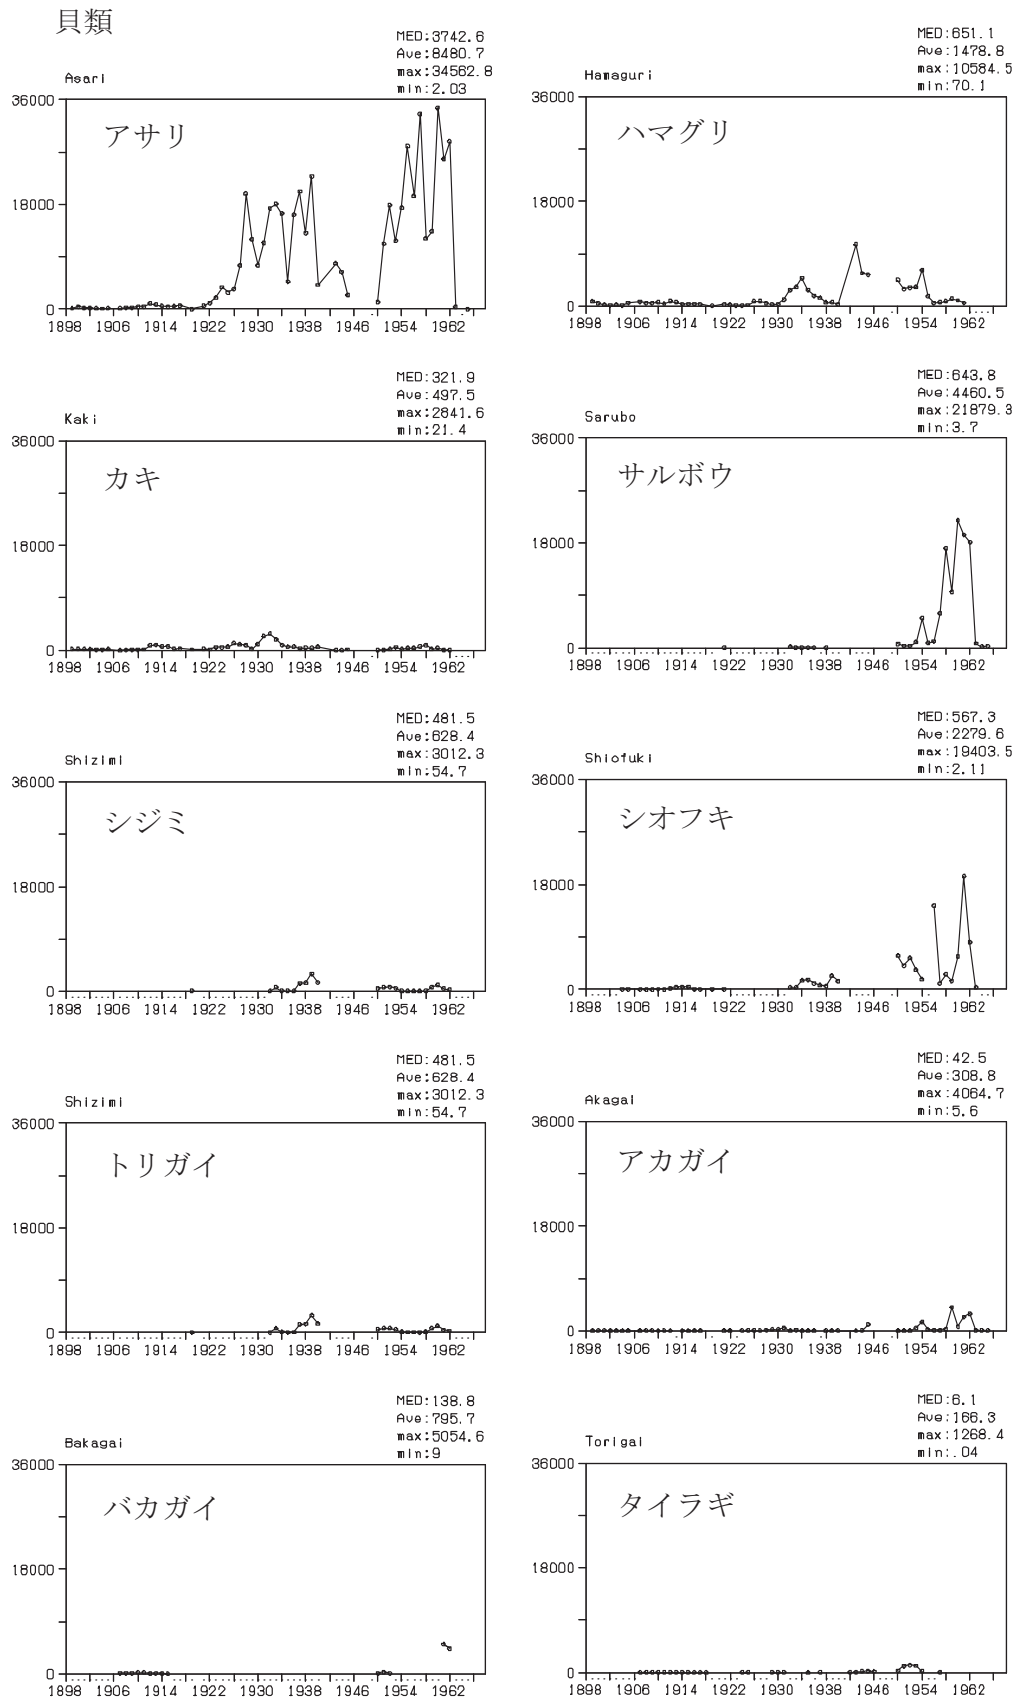 貝類
MED:3742.6
Ave:8480.7
max:34562.8
min:2.03
Asari
アサリ
36000
18000
0
1898 1906 1914 1922 1930 1938 1946 1954 1962
MED:651.1
Ave:1478.8
max:10584.5
min:70.1
Hamaguri
ハマグリ
36000
18000
0
1898 1906 1914 1922 1930 1938 1946 1954 1962
MED:321.9
Ave:497.5
max:2841.6
min:21.4
Kaki
カキ
36000
18000
0
1898 1906 1914 1922 1930 1938 1946 1954 1962
MED:643.8
Ave:4460.5
max:21879.3
min:3.7
Sarubo
サルボウ
36000
18000
0
1898 1906 1914 1922 1930 1938 1946 1954 1962
MED:481.5
Ave:628.4
max:3012.3
min:54.7
Shizimi
シジミ
36000
18000
0
1898 1906 1914 1922 1930 1938 1946 1954 1962
MED:567.3
Ave:2279.6
max:19403.5
min:2.11
Shiofuki
シオフキ
36000
18000
0
1898 1906 1914 1922 1930 1938 1946 1954 1962
MED:481.5
Ave:628.4
max:3012.3
min:54.7
Shizimi
トリガイ
36000
18000
0
1898 1906 1914 1922 1930 1938 1946 1954 1962
MED:42.5
Ave:308.8
max:4064.7
min:5.6
Akagai
アカガイ
36000
18000
0
1898 1906 1914 1922 1930 1938 1946 1954 1962
MED:138.8
Ave:795.7
max:5054.6
min:9
Bakagai
バカガイ
36000
18000
0
1898 1906 1914 1922 1930 1938 1946 1954 1962
MED:6.1
Ave:166.3
max:1268.4
min:.04
Torigai
タイラギ
36000
18000
0
1898 1906 1914 1922 1930 1938 1946 1954 1962